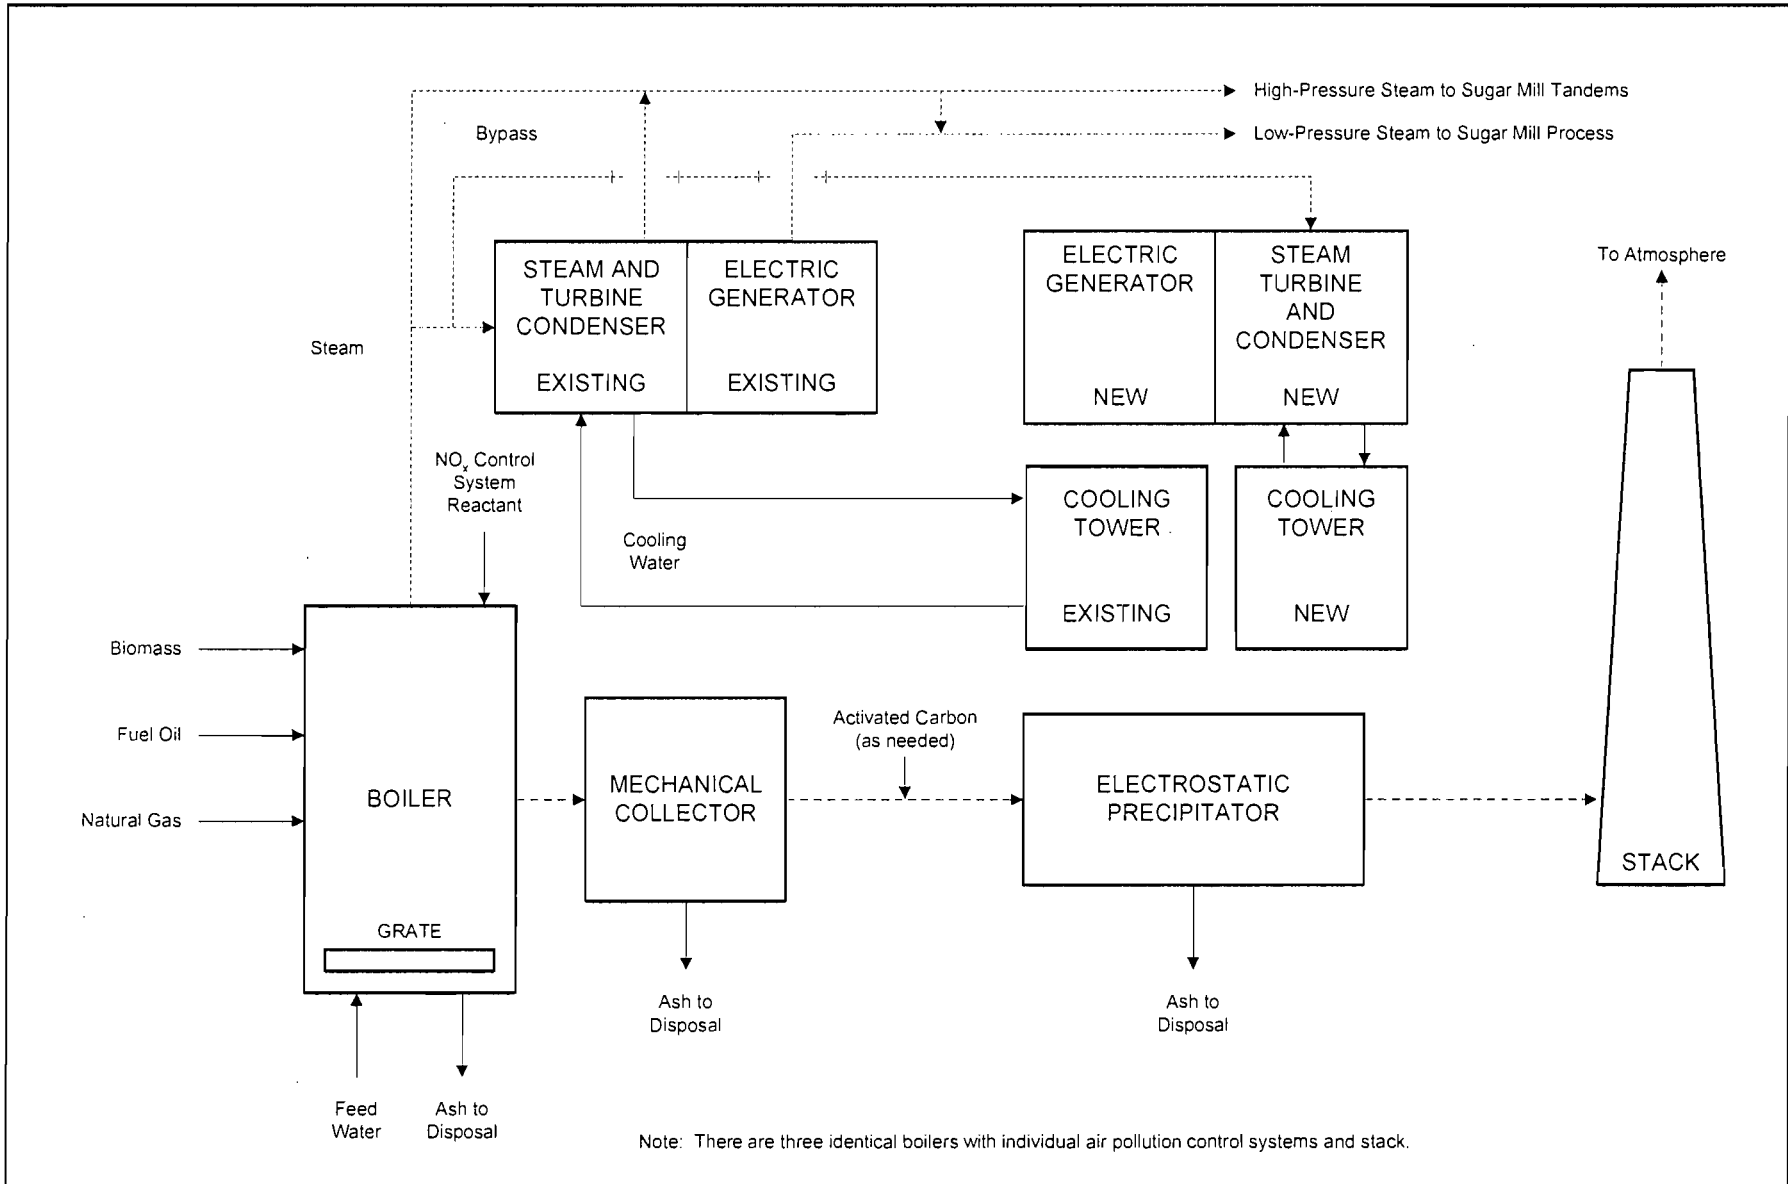 High-Pressure Steam to Sugar Mill Tandems
Bypass
Low-Pressure Steam to Sugar Mill Process
STEAM AND
TURBINE
CONDENSER
EXISTING
ELECTRIC
GENERATOR
EXISTING
ELECTRIC
GENERATOR
NEW
STEAM
TURBINE
AND
CONDENSER
NEW
To Atmosphere
Steam
NOx Control
System
Reactant
Cooling
Water
COOLING
TOWER
EXISTING
COOLING
TOWER
NEW
Biomass
Fuel Oil
Natural Gas
BOILER
GRATE
MECHANICAL
COLLECTOR
Activated Carbon
(as needed)
ELECTROSTATIC
PRECIPITATOR
STACK
Ash to
Disposal
Ash to
Disposal
Feed
Water
Ash to
Disposal
Note: There are three identical boilers with individual air pollution control systems and stack.